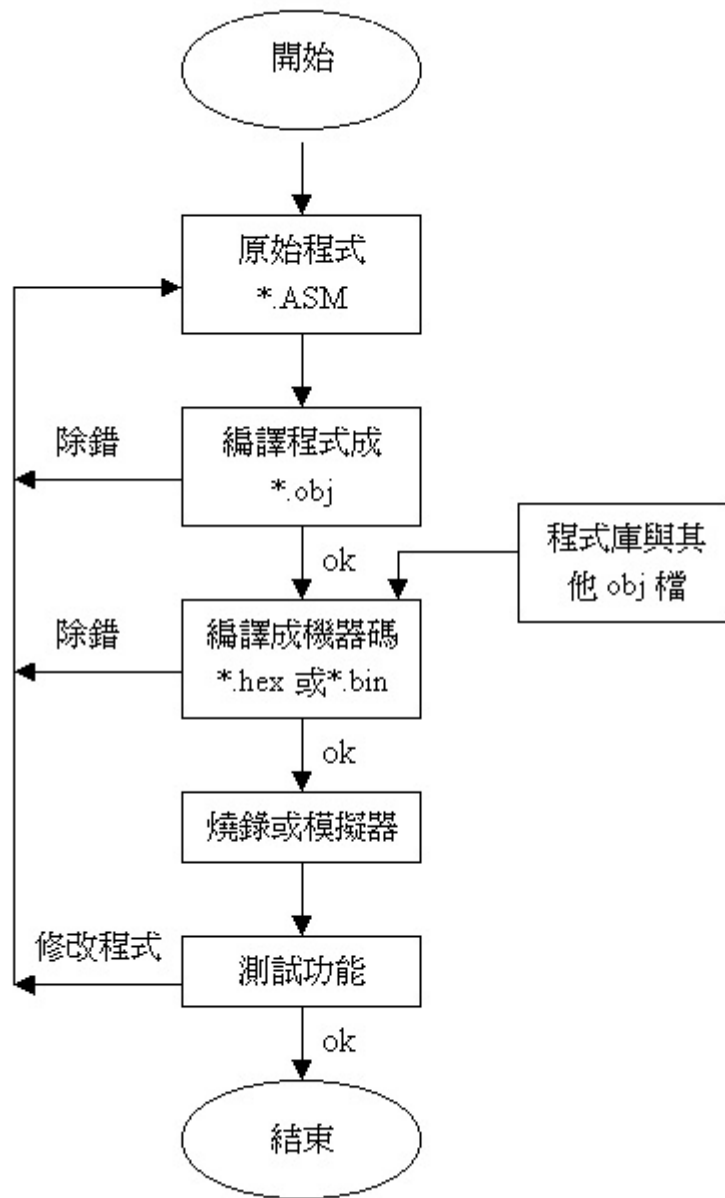 開始
原始程式
*.ASM
除錯
編譯程式成
*.obj
ok
程式庫與其
他 obj 檔
除錯
編譯成機器碼
*.hex 或*.bin
ok
燒錄或模擬器
修改程式
測試功能
ok
結束